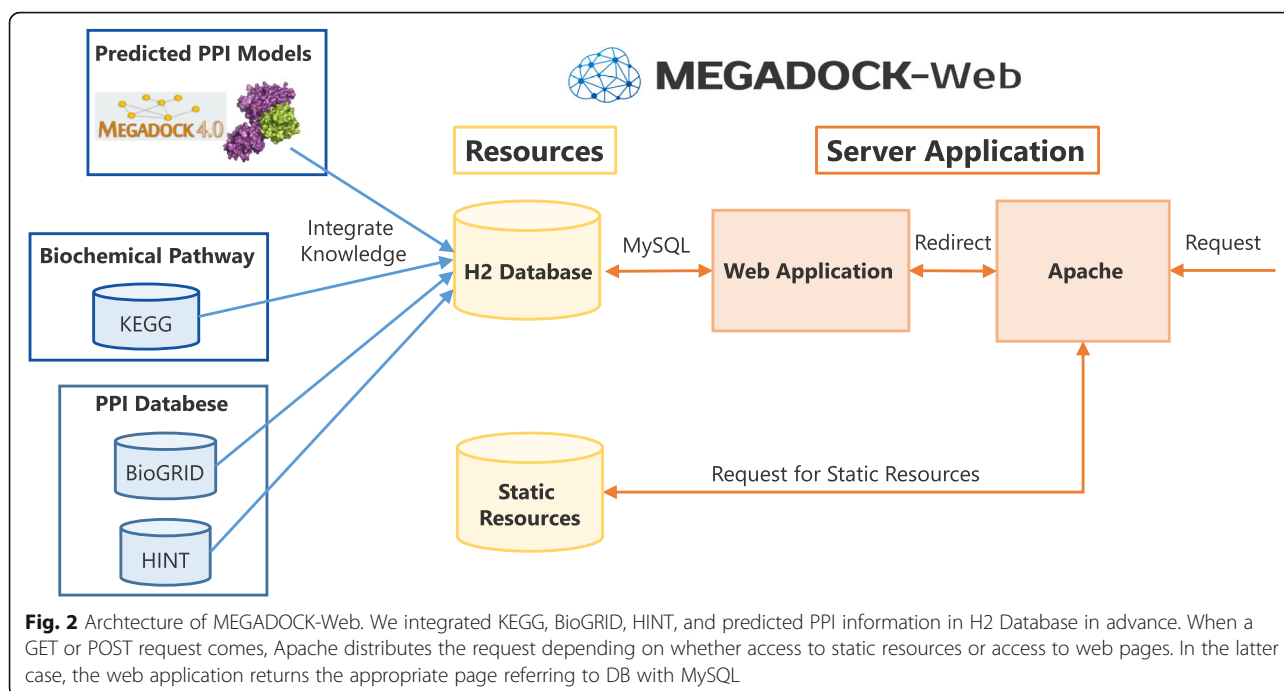 Predicted PPI Models
MEGADOCK 4.0
MEGADOCK-Web
Resources
Server Application
Integrate
Knowledge
Biochemical Pathway
KEGG
H2 Database
MySQL
Web Application
Redirect
Apache
Request
PPI Databese
BioGRID
HINT
Static
Resources
Request for Static Resources
Fig. 2 Archtecture of MEGADOCK-Web. We integrated KEGG, BioGRID, HINT, and predicted PPI information in H2 Database in advance. When a
GET or POST request comes, Apache distributes the request depending on whether access to static resources or access to web pages. In the latter
case, the web application returns the appropriate page referring to DB with MySQL